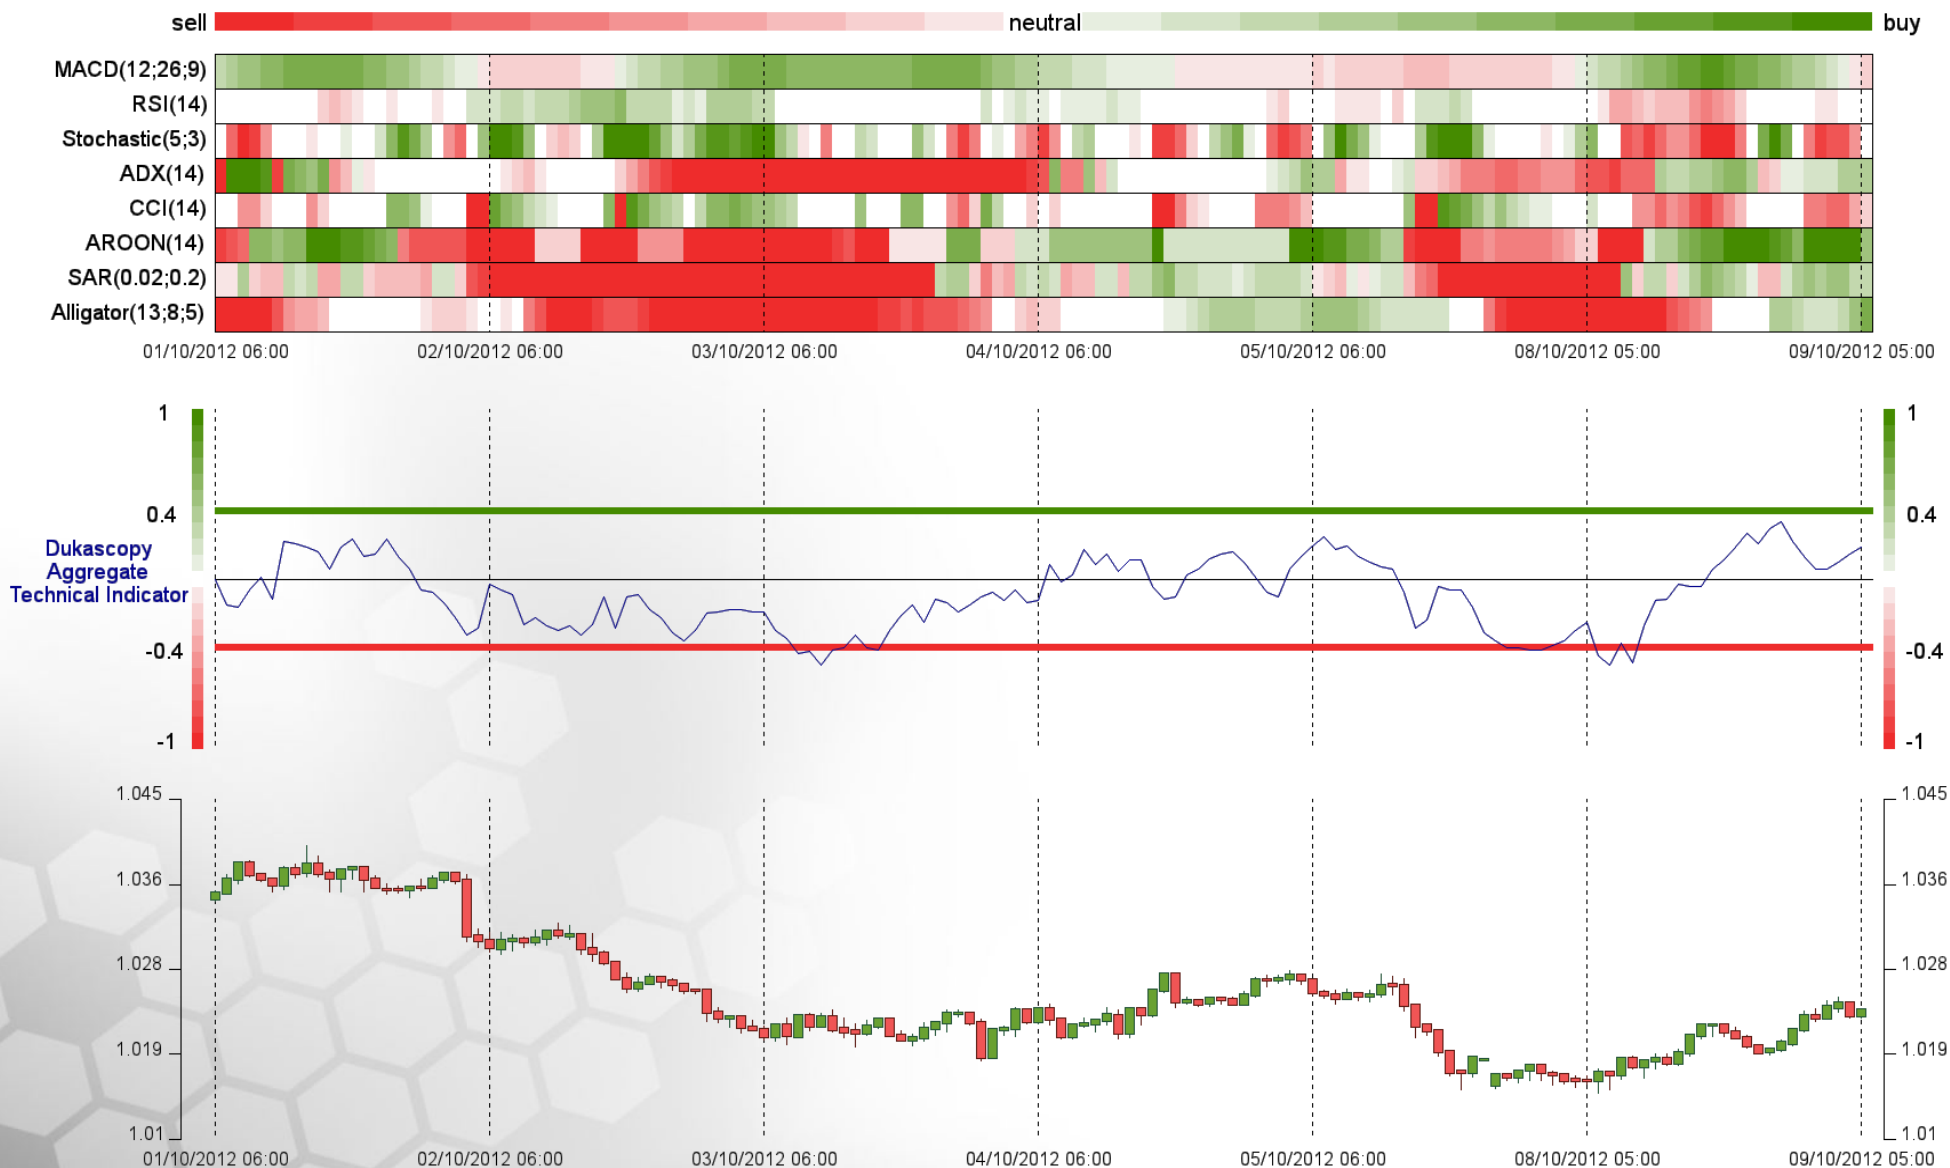 sell neutral buy
MACD(12;26;9)
RSI(14)
Stochastic(5;3)
ADX(14)
CCI(14)
AROON(14)
SAR(0.02;0.2)
Alligator(13;8;5)
01/10/2012 06:00 02/10/2012 06:00 03/10/2012 06:00 04/10/2012 06:00 05/10/2012 06:00 08/10/2012 05:00 09/10/2012 05:00
1 1
0.4 0.4
Dukascopy
Aggregate
Technical Indicator
-0.4 -0.4
-1 -1
1.045 1.045
1.036 1.036
1.028 1.028
1.019 1.019
1.01 1.01
01/10/2012 06:00 02/10/2012 06:00 03/10/2012 06:00 04/10/2012 06:00 05/10/2012 06:00 08/10/2012 05:00 09/10/2012 05:00